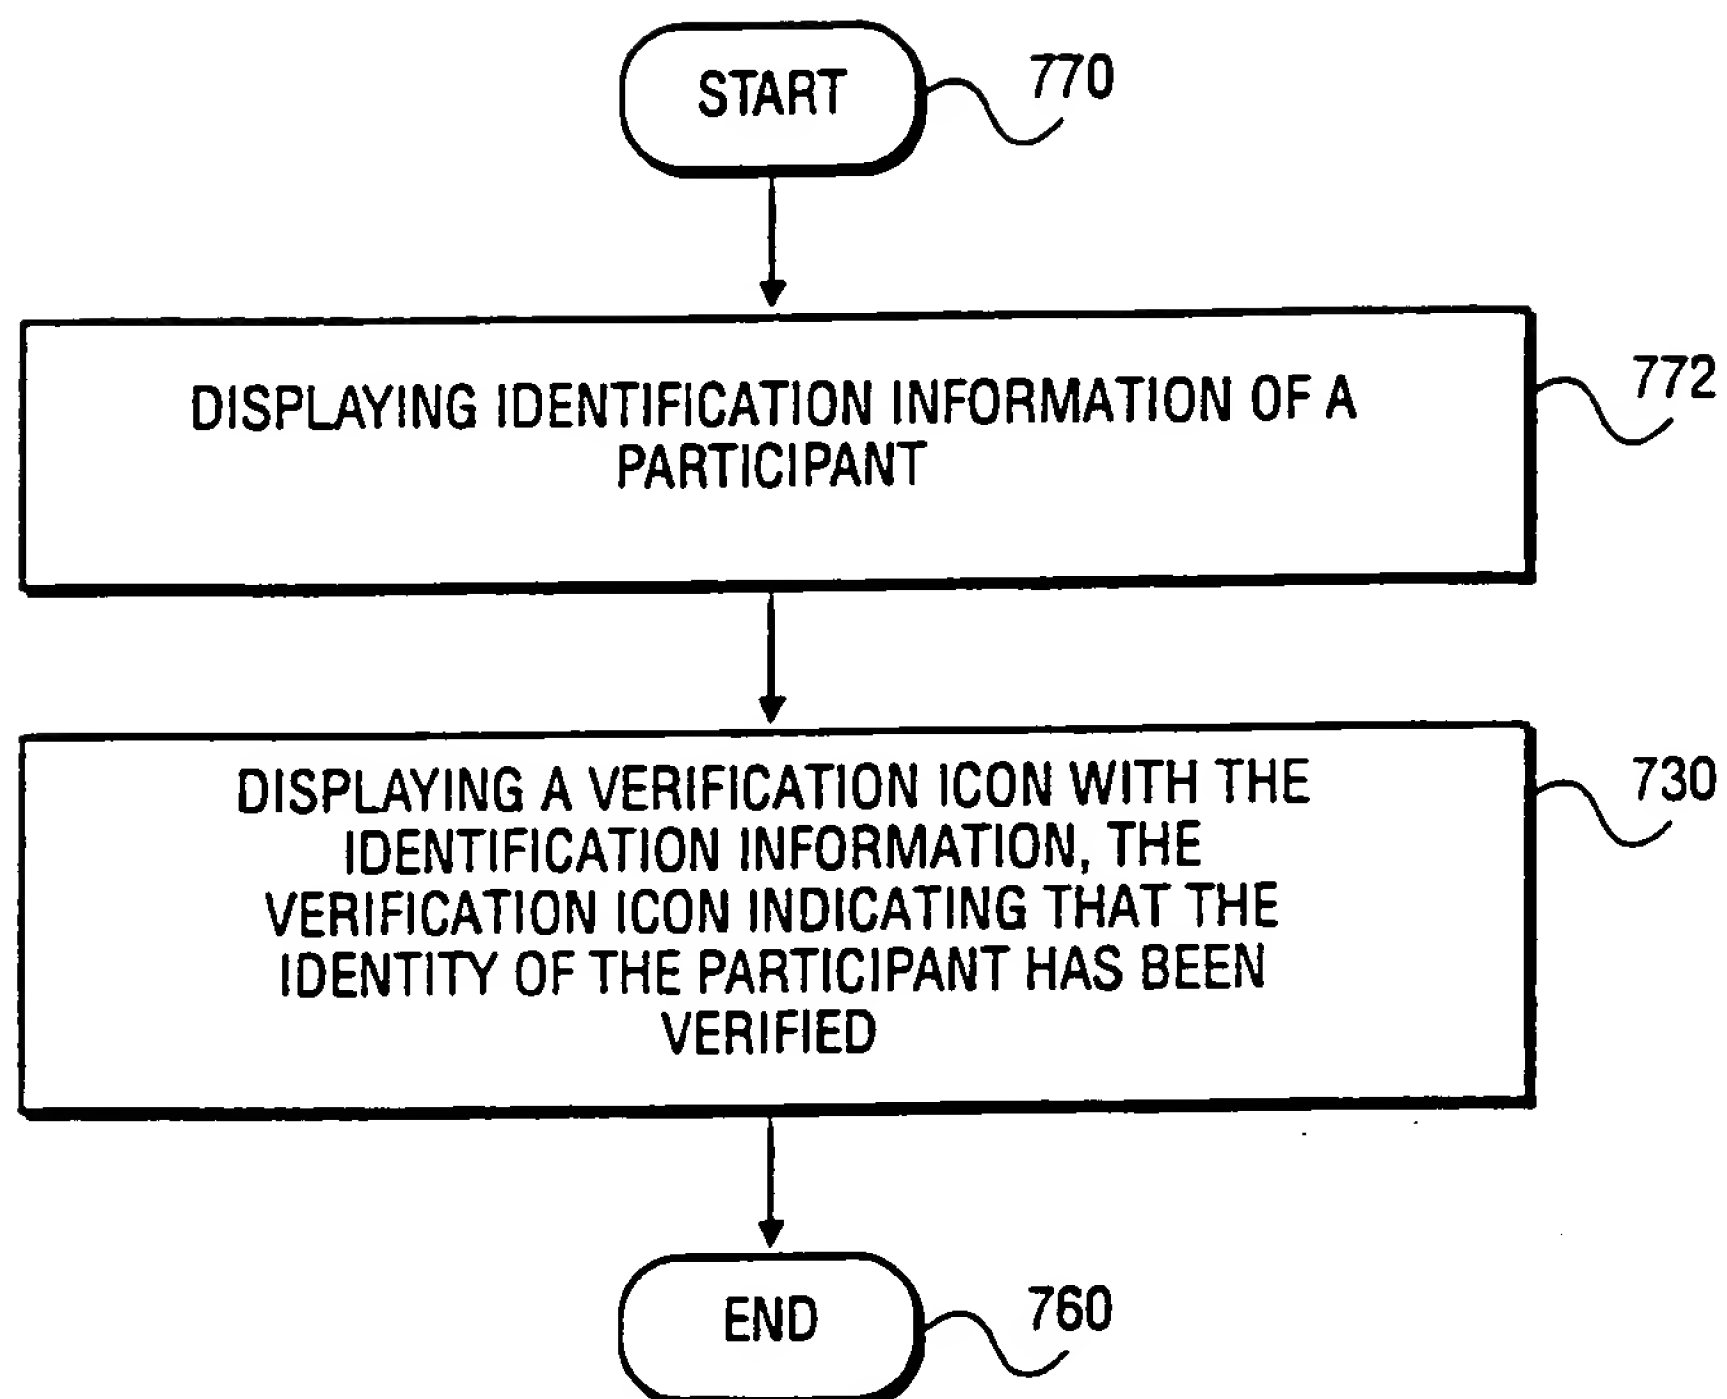 START
770
DISPLAYING IDENTIFICATION INFORMATION OF A
PARTICIPANT
772
DISPLAYING A VERIFICATION ICON WITH THE
IDENTIFICATION INFORMATION, THE
VERIFICATION ICON INDICATING THAT THE
IDENTITY OF THE PARTICIPANT HAS BEEN
VERIFIED
730
END
760